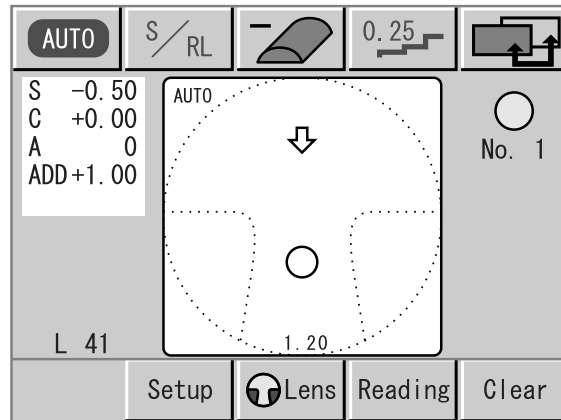 AUTO S/RL − 0.25
S −0.50
C +0.00
A 0
ADD+1.00
AUTO
No. 1
L 41
1.20
Setup Lens Reading Clear